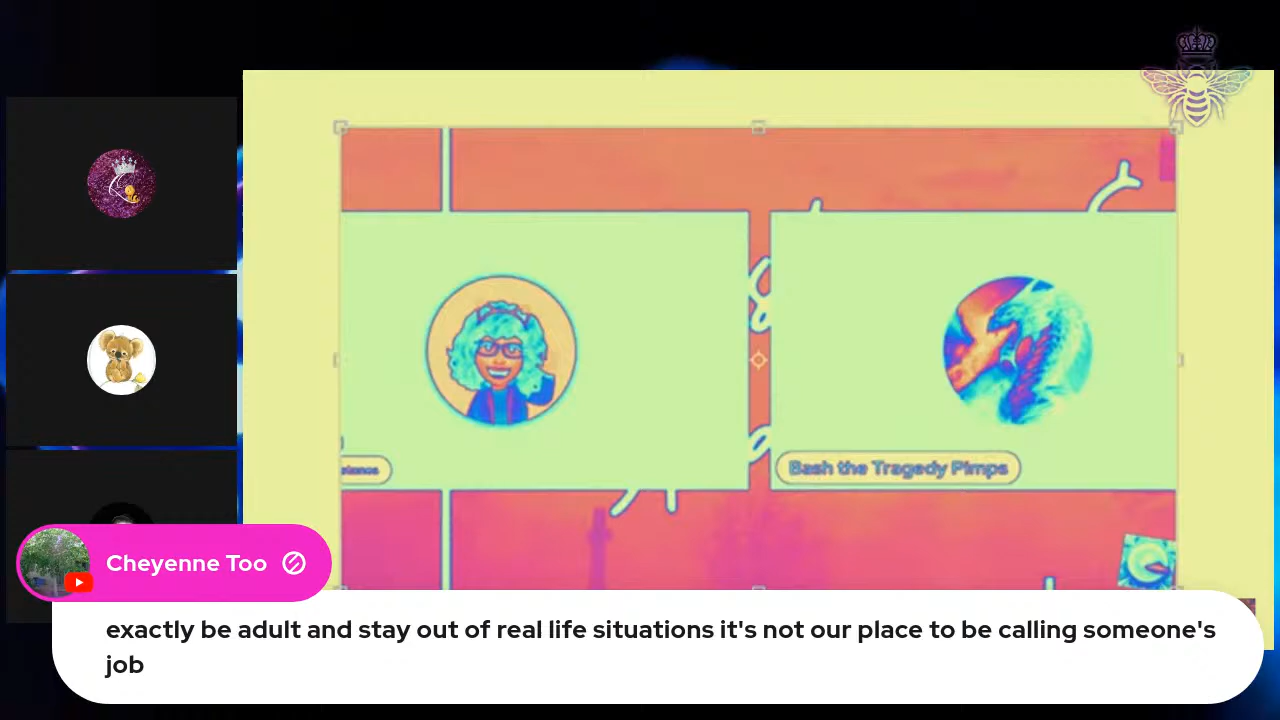 Bash the Tragedy Pimps
Cheyenne Too
exactly be adult and stay out of real life situations it's not our place to be calling someone's
job